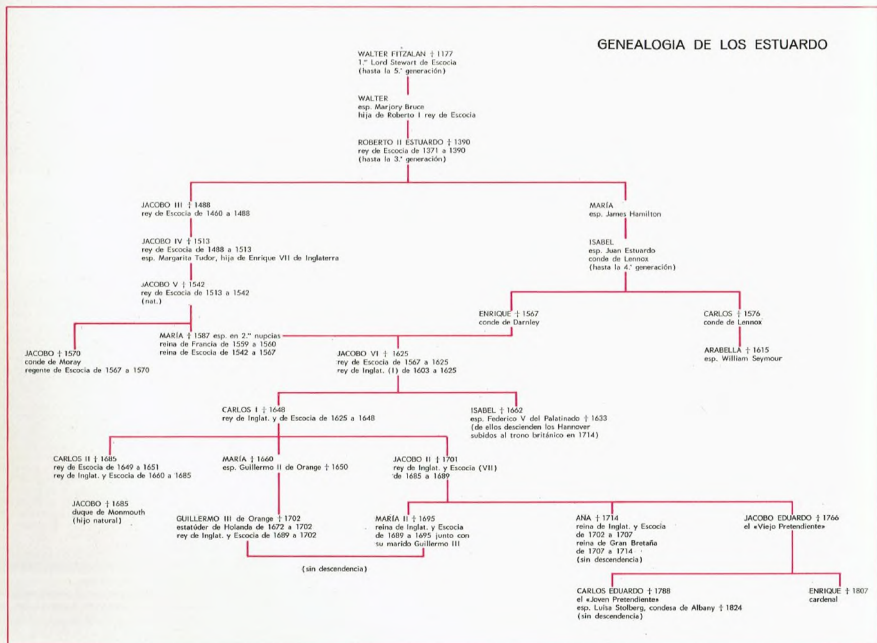 GENEALOGIA DE LOS ESTUARDO
WALTER FITZALAN † 1177
1.º Lord Stewart de Escocia
(hasta la 5.ª generación)
WALTER
esp. Marjory Bruce
hija de Roberto I rey de Escocia
ROBERTO II ESTUARDO † 1390
rey de Escocia de 1371 a 1390
(hasta la 3.ª generación)
JACOBO III † 1488
rey de Escocia de 1460 a 1488
MARÍA
esp. James Hamilton
JACOBO IV † 1513
rey de Escocia de 1488 a 1513
esp. Margarita Tudor, hija de Enrique VII de Inglaterra
ISABEL
esp. Juan Estuardo
conde de Lennox
(hasta la 4.ª generación)
JACOBO V † 1542
rey de Escocia de 1513 a 1542
(nat.)
ENRIQUE † 1567
conde de Darnley
CARLOS † 1576
conde de Lennox
JACOBO † 1570
conde de Moray
regente de Escocia de 1567 a 1570
MARÍA † 1587 esp. en 2.ª nupcias
reina de Francia de 1559 a 1560
reina de Escocia de 1542 a 1567
JACOBO VI † 1625
rey de Escocia de 1567 a 1625
rey de Inglat. (I) de 1603 a 1625
ARABELLA † 1615
esp. William Seymour
CARLOS I † 1648
rey de Inglat. y de Escocia de 1625 a 1648
ISABEL † 1662
esp. Federico V del Palatinado † 1633
(de ellos descienden los Hannover
subidos al trono británico en 1714)
CARLOS II † 1685
rey de Escocia de 1649 a 1651
rey de Inglat. y Escocia de 1660 a 1685
MARÍA † 1660
esp. Guillermo II de Orange † 1650
JACOBO II † 1701
rey de Inglat. y Escocia (VII)
de 1685 a 1689
JACOBO † 1685
duque de Monmouth
(hijo natural)
GUILLERMO III de Orange † 1702
estatúder de Holanda de 1672 a 1702
rey de Inglat. y Escocia de 1689 a 1702
MARÍA II † 1695
reina de Inglat. y Escocia
de 1689 a 1695 junto con
su marido Guillermo III
ANA † 1714
reina de Inglat. y Escocia
de 1702 a 1707
reina de Gran Bretaña
de 1707 a 1714
(sin descendencia)
JACOBO EDUARDO † 1766
el «Viejo Pretendiente»
(sin descendencia)
CARLOS EDUARDO † 1788
el «Joven Pretendiente»
esp. Luisa Stolberg, condesa de Albany † 1824
(sin descendencia)
ENRIQUE † 1807
cardenal